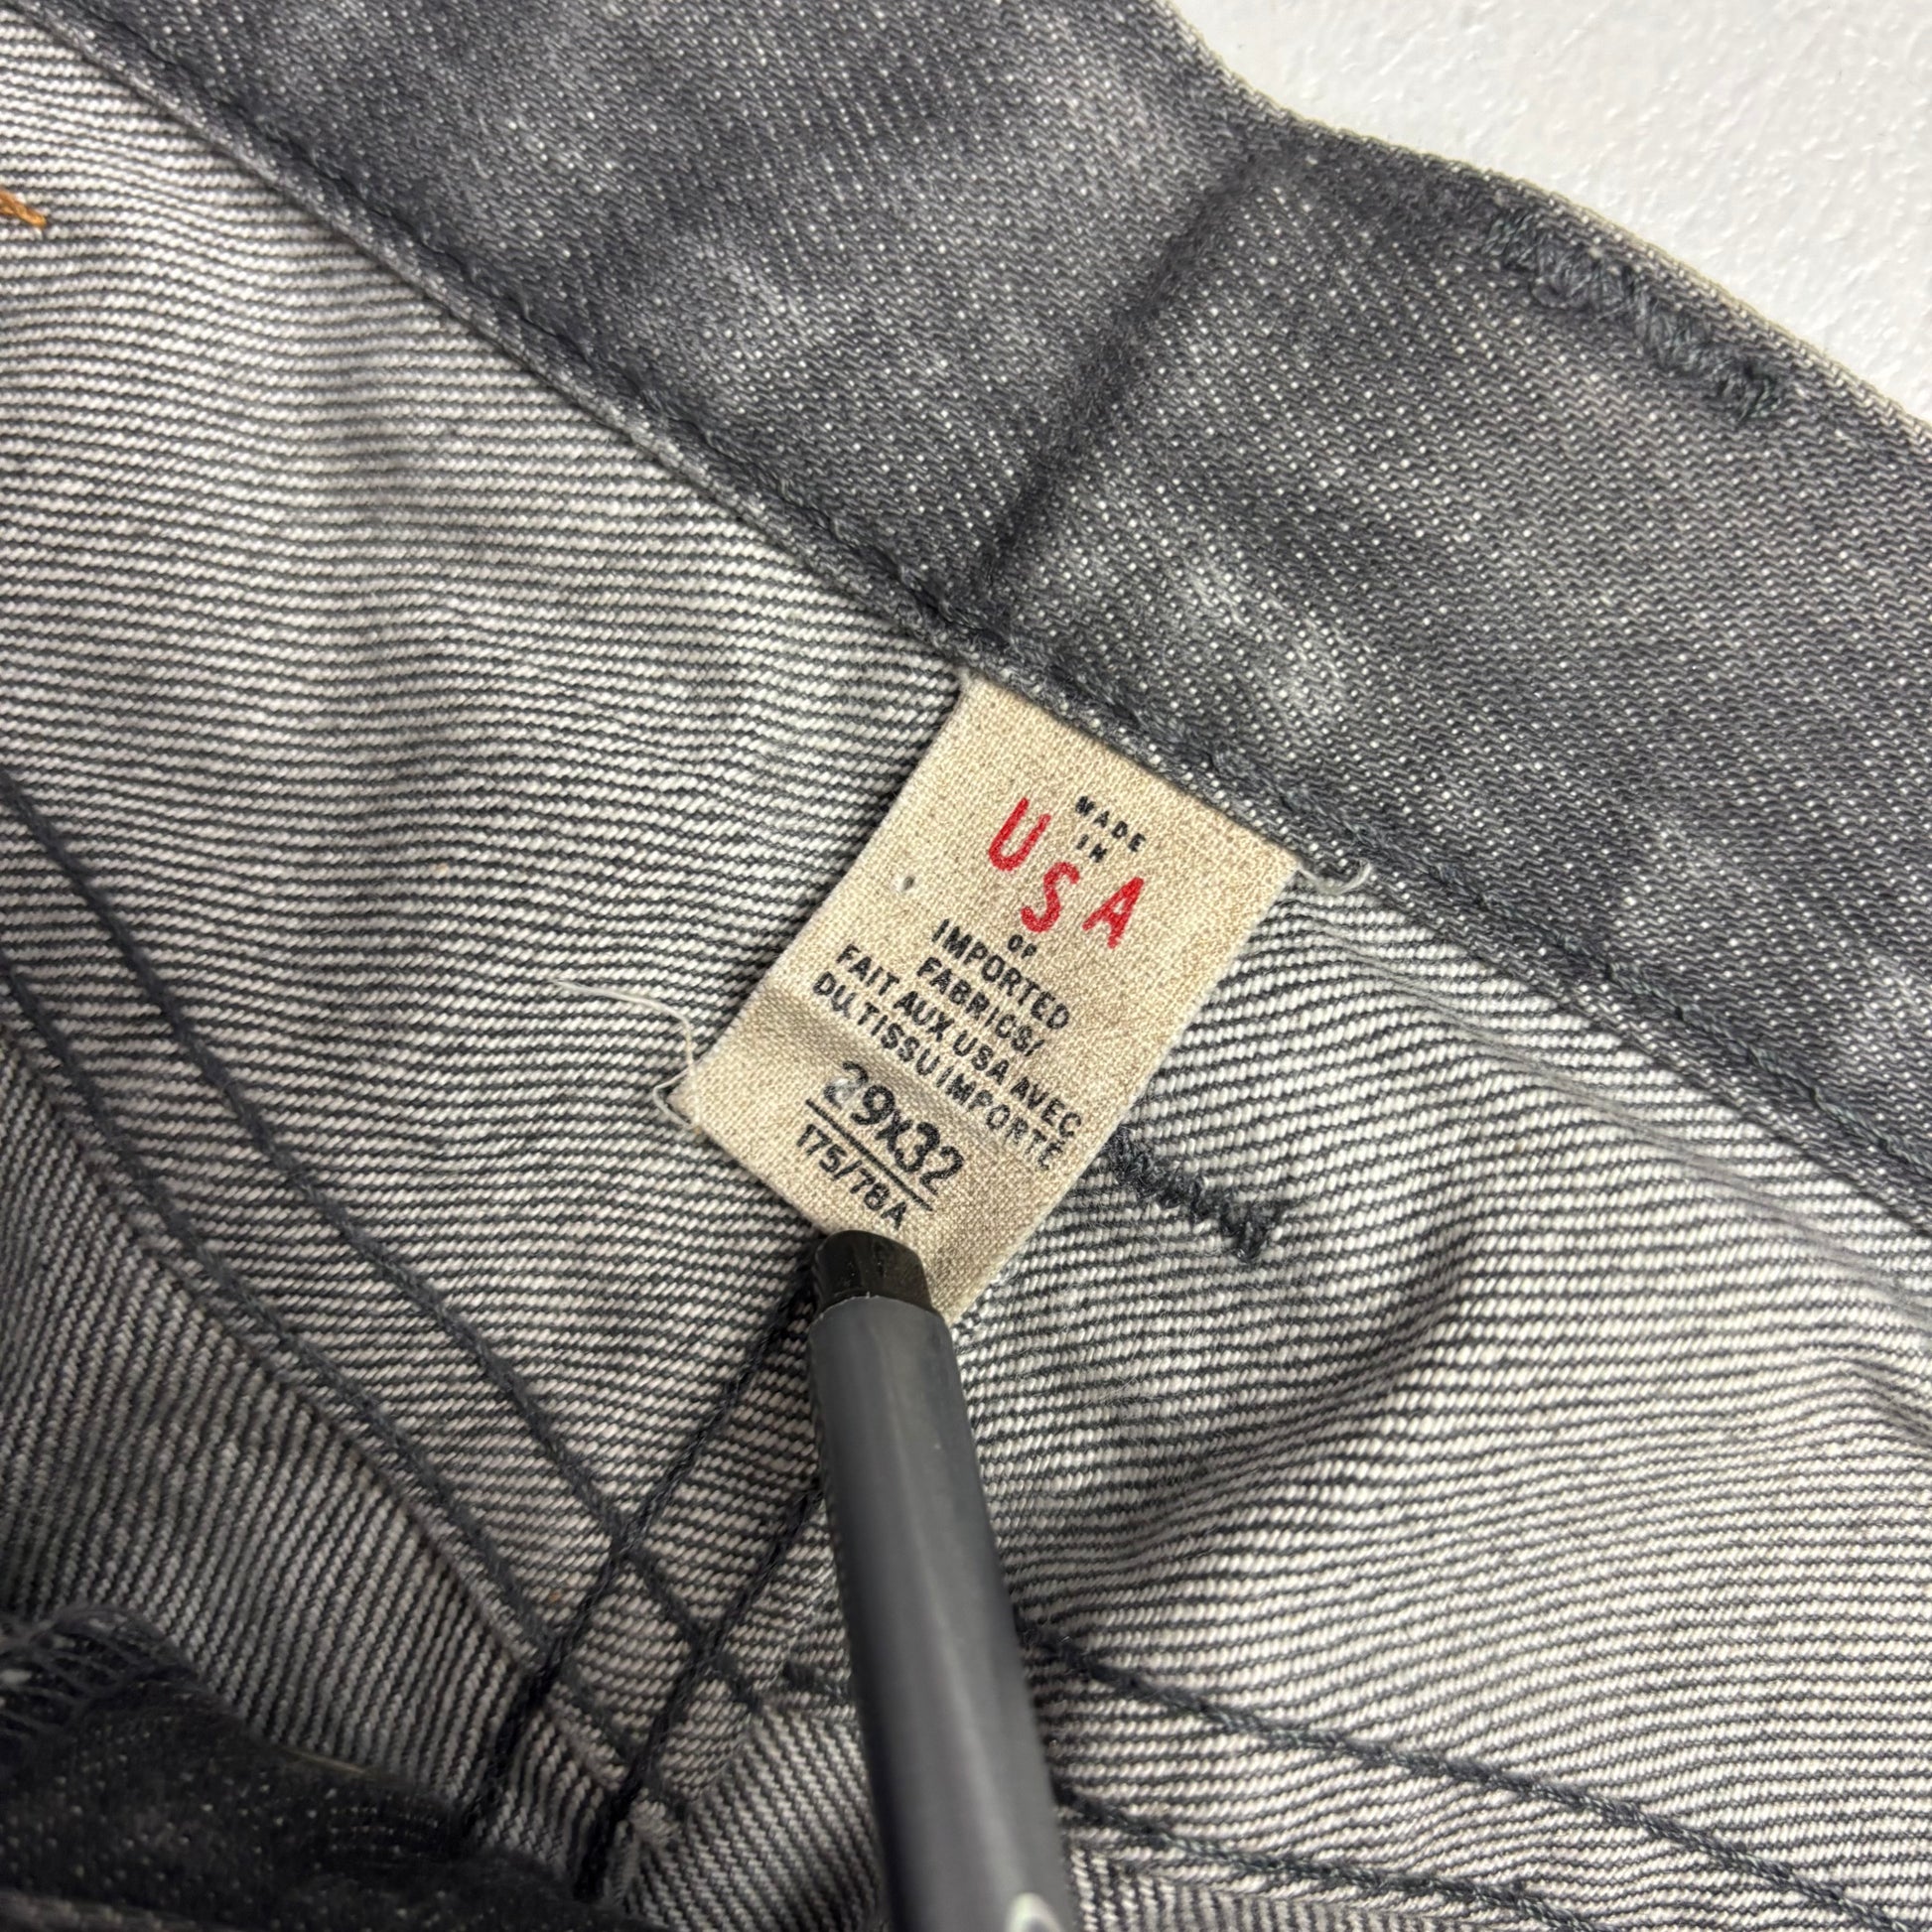 MADE
IN
USA
OF
IMPORTED
FABRICS/
FAIT AUX USA AVEC
DU TISSU IMPORTE
29x32
175/78A